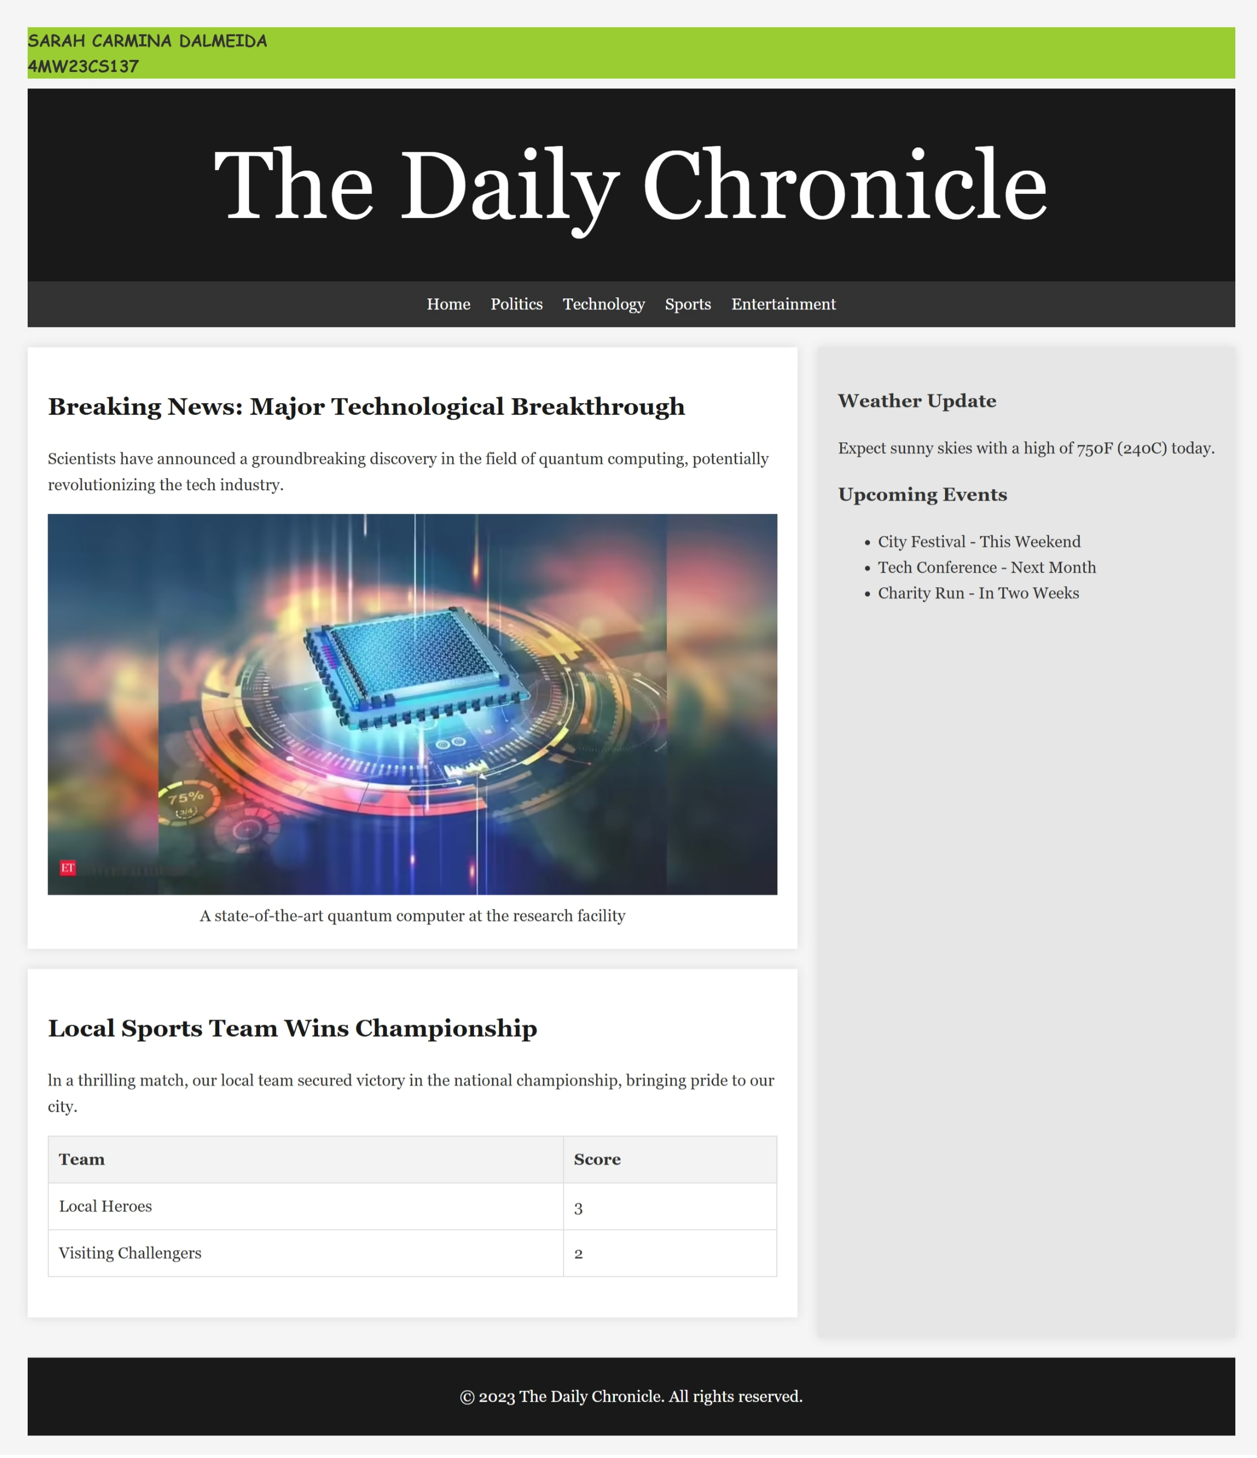 SARAH CARMINA DALMEIDA
4MW23CS137
The Daily Chronicle
Home Politics Technology Sports Entertainment
Breaking News: Major Technological Breakthrough
Scientists have announced a groundbreaking discovery in the field of quantum computing, potentially
revolutionizing the tech industry.
75%
ET
A state-of-the-art quantum computer at the research facility
Local Sports Team Wins Championship
ln a thrilling match, our local team secured victory in the national championship, bringing pride to our
city.
Team Score
Local Heroes 3
Visiting Challengers 2
Weather Update
Expect sunny skies with a high of 750F (240C) today.
Upcoming Events
• City Festival - This Weekend
• Tech Conference - Next Month
• Charity Run - In Two Weeks
© 2023 The Daily Chronicle. All rights reserved.